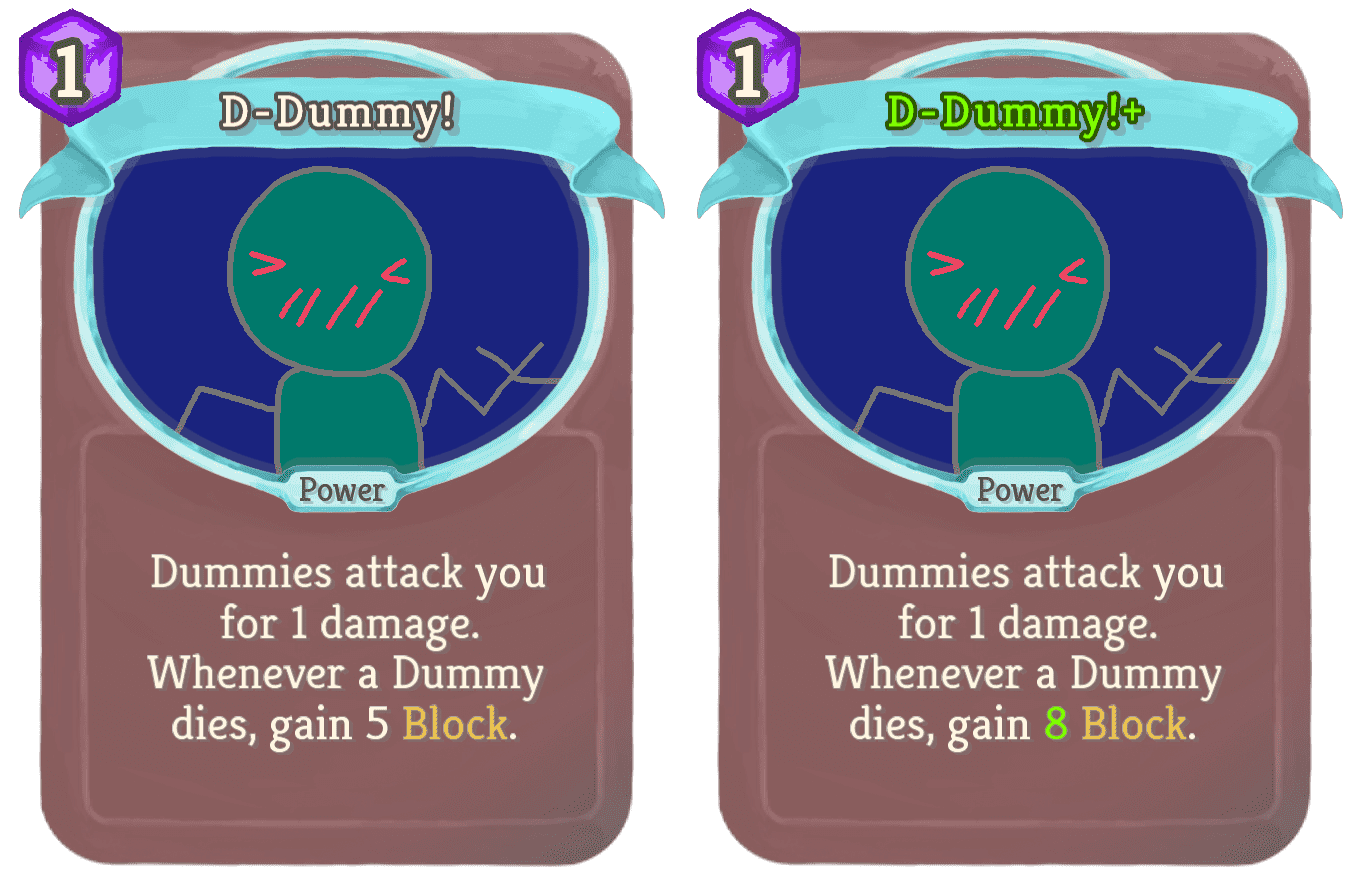 1
D-Dummy!
Power
Dummies attack you
for 1 damage.
Whenever a Dummy
dies, gain 5 Block.
1
D-Dummy!+
Power
Dummies attack you
for 1 damage.
Whenever a Dummy
dies, gain 8 Block.